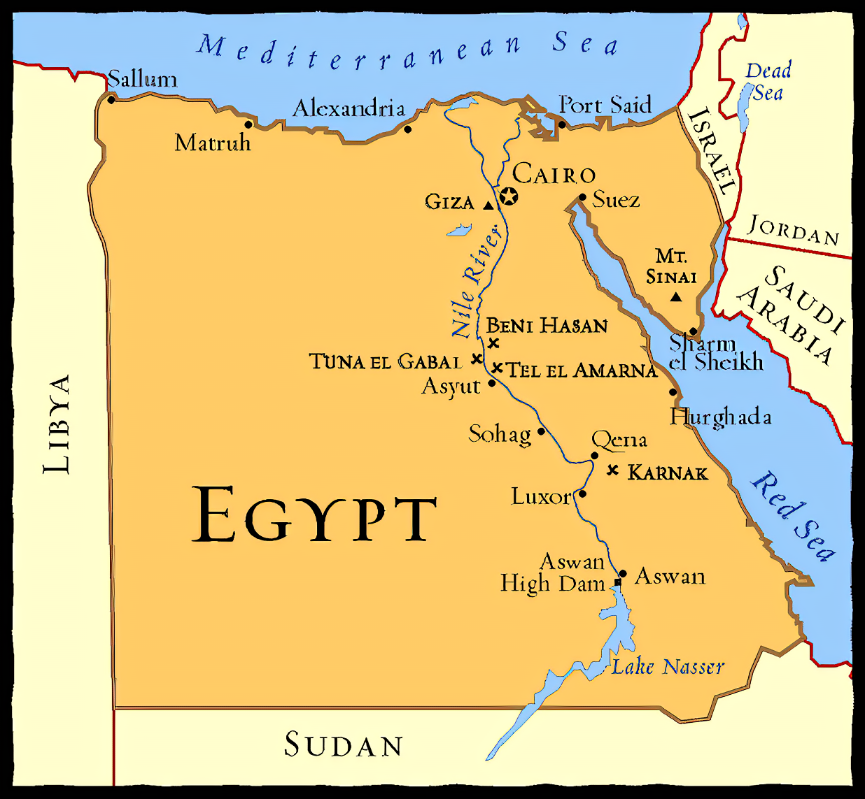 Mediterranean Sea
Sallum
Dead
Sea
Alexandria
Port Said
Matruh
ISRAEL
CAIRO
GIZA
Suez
JORDAN
Nile River
MT.
SINAI
SAUDI
ARABIA
BENI HASAN
Sharm
el Sheikh
TUNA EL GABAL
TEL EL AMARNA
Asyut
LIBYA
Hurghada
Sohag
Qena
KARNAK
EGYPT
Luxor
Red Sea
Aswan
High Dam
Aswan
Lake Nasser
SUDAN